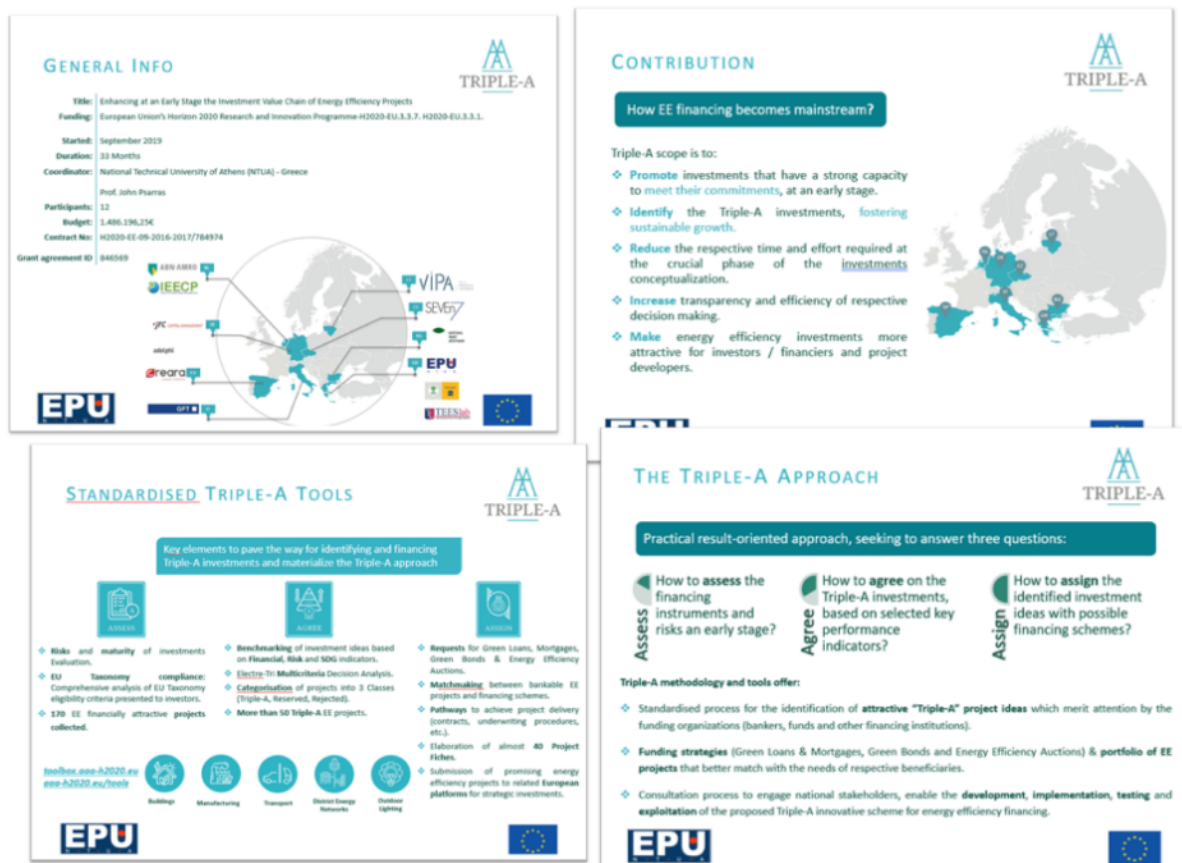 GENERAL INFO
TRIPLE-A
Title: Enhancing at an Early Stage the Investment Value Chain of Energy Efficiency Projects
Funding: European Union's Horizon 2020 Research and Innovation Programme-H2020-EU.3.3.7. H2020-EU.3.3.1.
Started: September 2019
Duration: 33 Months
Coordinator: National Technical University of Athens (NTUA) - Greece
Prof. John Psarras
Participants: 12
Budget: 1.486.196,25€
Contract No: H2020-EE-09-2016-2017/784974
Grant agreement ID 846569
ABN·AMRO
IEECP
adelphi
creara
GFT
VIPA
SEVEn
EPU
TEESlab
EPU
NTUA
CONTRIBUTION
TRIPLE-A
How EE financing becomes mainstream?
Triple-A scope is to:
❖ Promote investments that have a strong capacity
to meet their commitments, at an early stage.
❖ Identify the Triple-A investments, fostering
sustainable growth.
❖ Reduce the respective time and effort required at
the crucial phase of the investments
conceptualization.
❖ Increase transparency and efficiency of respective
decision making.
❖ Make energy efficiency investments more
attractive for investors / financiers and project
developers.
EPU
STANDARDISED TRIPLE-A TOOLS
TRIPLE-A
Key elements to pave the way for identifying and financing
Triple-A investments and materialize the Triple-A approach
ASSESS
❖ Risks and maturity of investments
Evaluation.
❖ EU Taxonomy compliance:
Comprehensive analysis of EU Taxonomy
eligibility criteria presented to investors.
❖ 170 EE financially attractive projects
collected.
AGREE
❖ Benchmarking of investment ideas based
on Financial, Risk and SDG indicators.
❖ Electre-Tri Multicriteria Decision Analysis.
❖ Categorisation of projects into 3 Classes
(Triple-A, Reserved, Rejected).
❖ More than 50 Triple-A EE projects.
ASSIGN
❖ Requests for Green Loans, Mortgages,
Green Bonds & Energy Efficiency
Auctions.
❖ Matchmaking between bankable EE
projects and financing schemes.
❖ Pathways to achieve project delivery
(contracts, underwriting procedures,
etc.).
❖ Elaboration of almost 40 Project
Fiches.
❖ Submission of promising energy
efficiency projects to related European
platforms for strategic investments.
toolbox.aaa-h2020.eu
aaa-h2020.eu/tools
Buildings
Manufacturing
Transport
District Energy
Networks
Outdoor
Lighting
EPU
NTUA
THE TRIPLE-A APPROACH
TRIPLE-A
Practical result-oriented approach, seeking to answer three questions:
Assess
How to assess the
financing
instruments and
risks an early stage?
Agree
How to agree on the
Triple-A investments,
based on selected key
performance
indicators?
Assign
How to assign the
identified investment
ideas with possible
financing schemes?
Triple-A methodology and tools offer:
❖ Standardised process for the identification of attractive "Triple-A" project ideas which merit attention by the
funding organizations (bankers, funds and other financing institutions).
❖ Funding strategies (Green Loans & Mortgages, Green Bonds and Energy Efficiency Auctions) & portfolio of EE
projects that better match with the needs of respective beneficiaries.
❖ Consultation process to engage national stakeholders, enable the development, implementation, testing and
exploitation of the proposed Triple-A innovative scheme for energy efficiency financing.
EPU